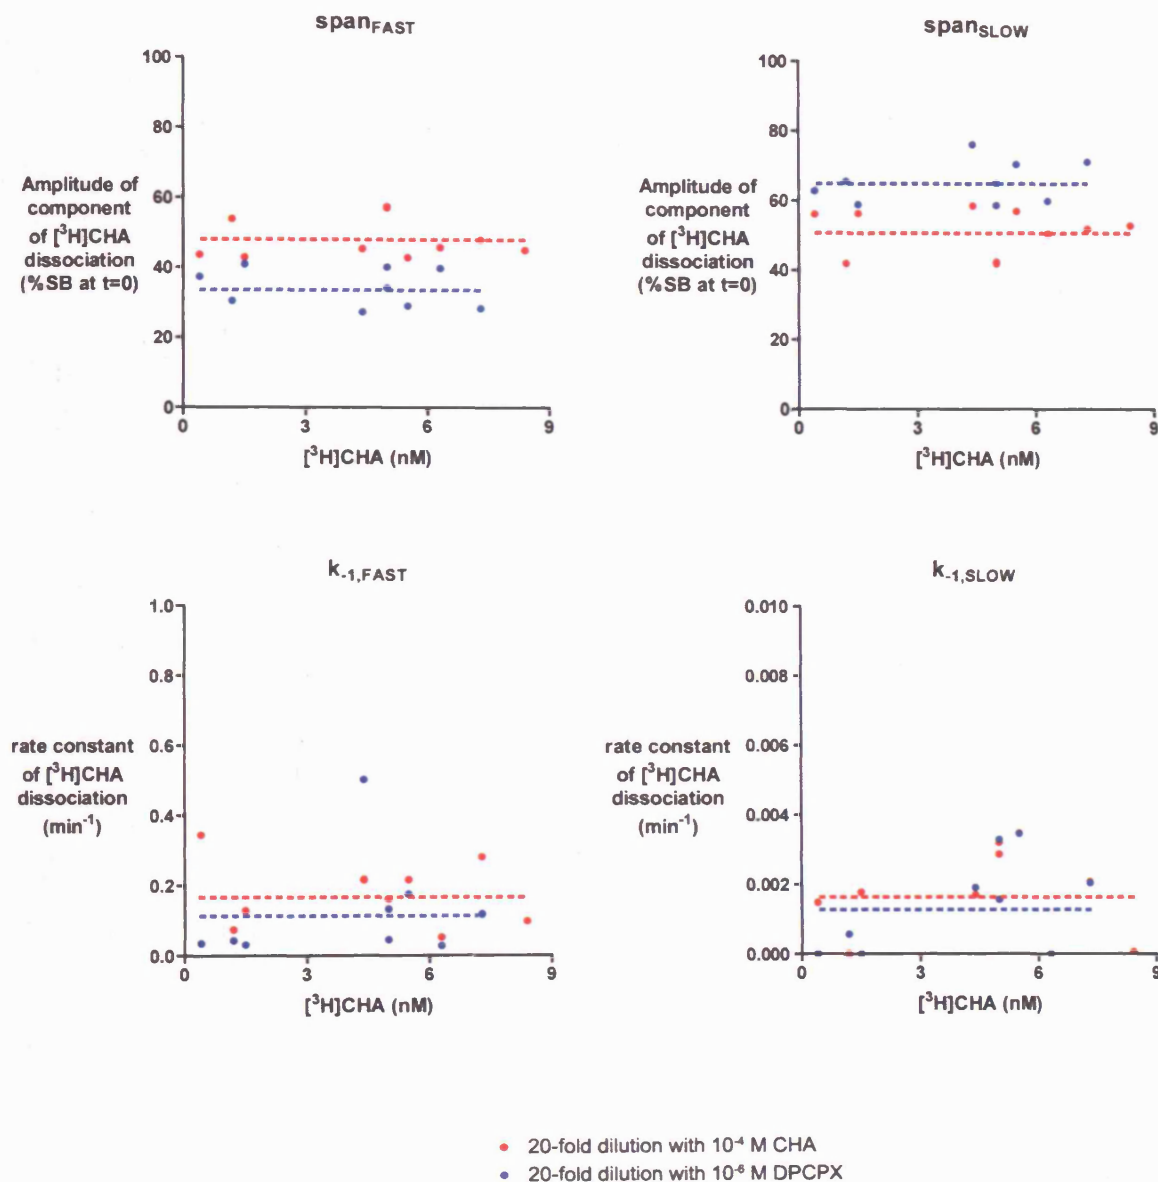 span_FAST
100
80
60
40
20
0
Amplitude of
component
of [³H]CHA
dissociation
(%SB at t=0)
0 3 6 9
[³H]CHA (nM)
span_SLOW
100
80
60
40
20
0
Amplitude of
component
of [³H]CHA
dissociation
(%SB at t=0)
0 3 6 9
[³H]CHA (nM)
k₋₁,FAST
1.0
0.8
0.6
0.4
0.2
0.0
rate constant
of [³H]CHA
dissociation
(min⁻¹)
0 3 6 9
[³H]CHA (nM)
k₋₁,SLOW
0.010
0.008
0.006
0.004
0.002
0.000
rate constant
of [³H]CHA
dissociation
(min⁻¹)
0 3 6 9
[³H]CHA (nM)
20-fold dilution with 10⁻⁴ M CHA
20-fold dilution with 10⁻⁶ M DPCPX